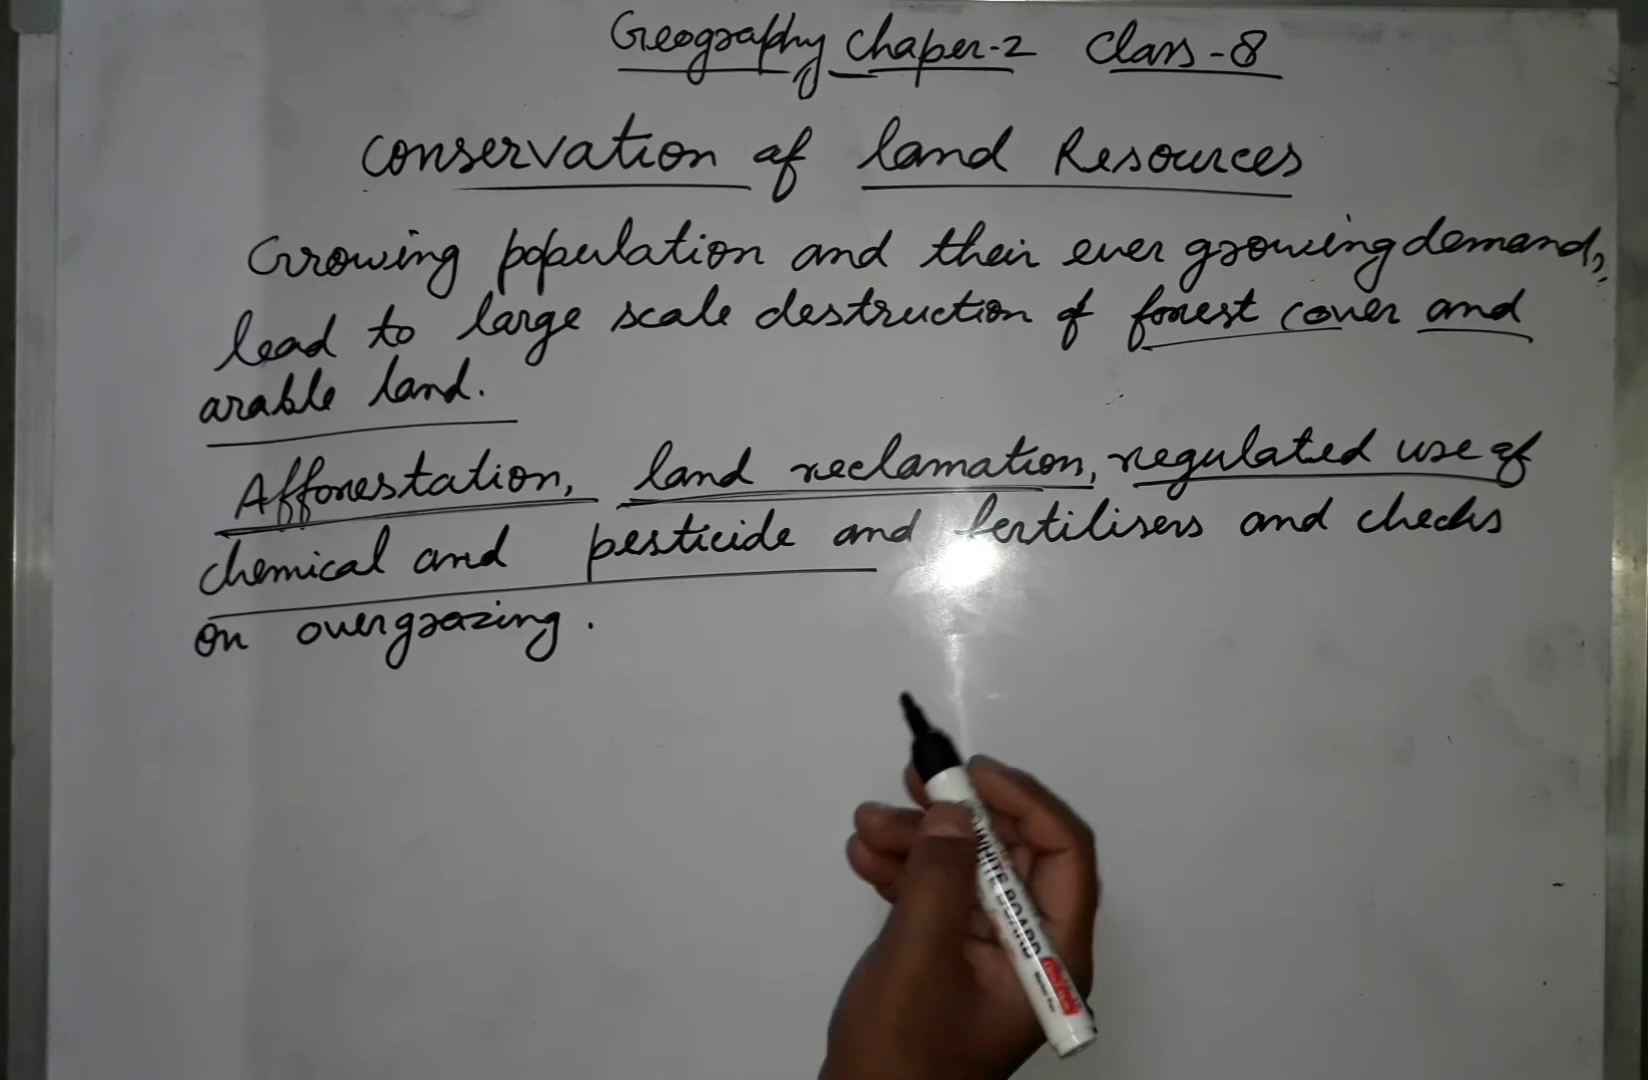 Geography Chaper-2 Class-8
Conservation of land Resources
Growing population and their ever growing demand,
lead to large scale destruction of forest cover and
arable land.
Afforestation, land reclamation, regulated use of
chemical and pesticide and fertilisers and checks
on overgrazing.
WHITE BOARD